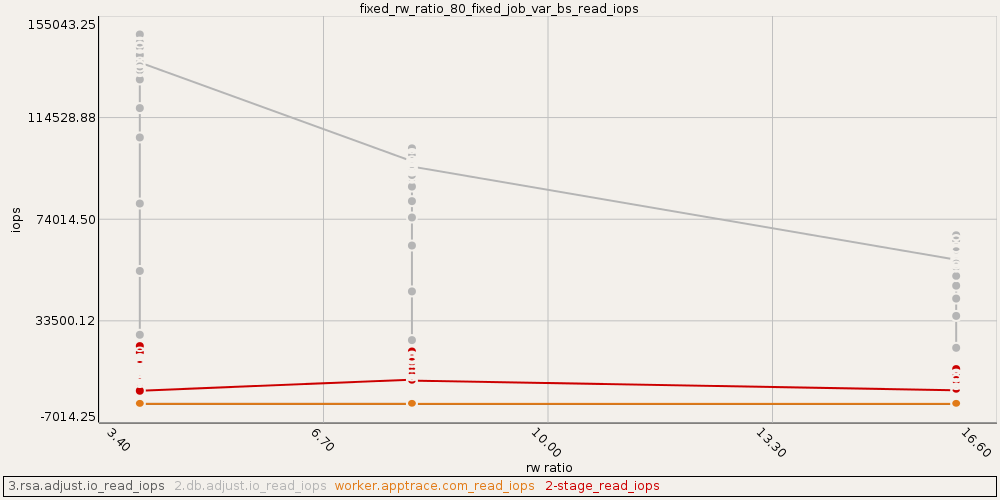 fixed_rw_ratio_80_fixed_job_var_bs_read_iops
155043.25
114528.88
74014.50
33500.12
-7014.25
iops
3.40
6.70
10.00
13.30
16.60
rw ratio
3.rsa.adjust.io_read_iops 2.db.adjust.io_read_iops worker.apptrace.com_read_iops 2-stage_read_iops